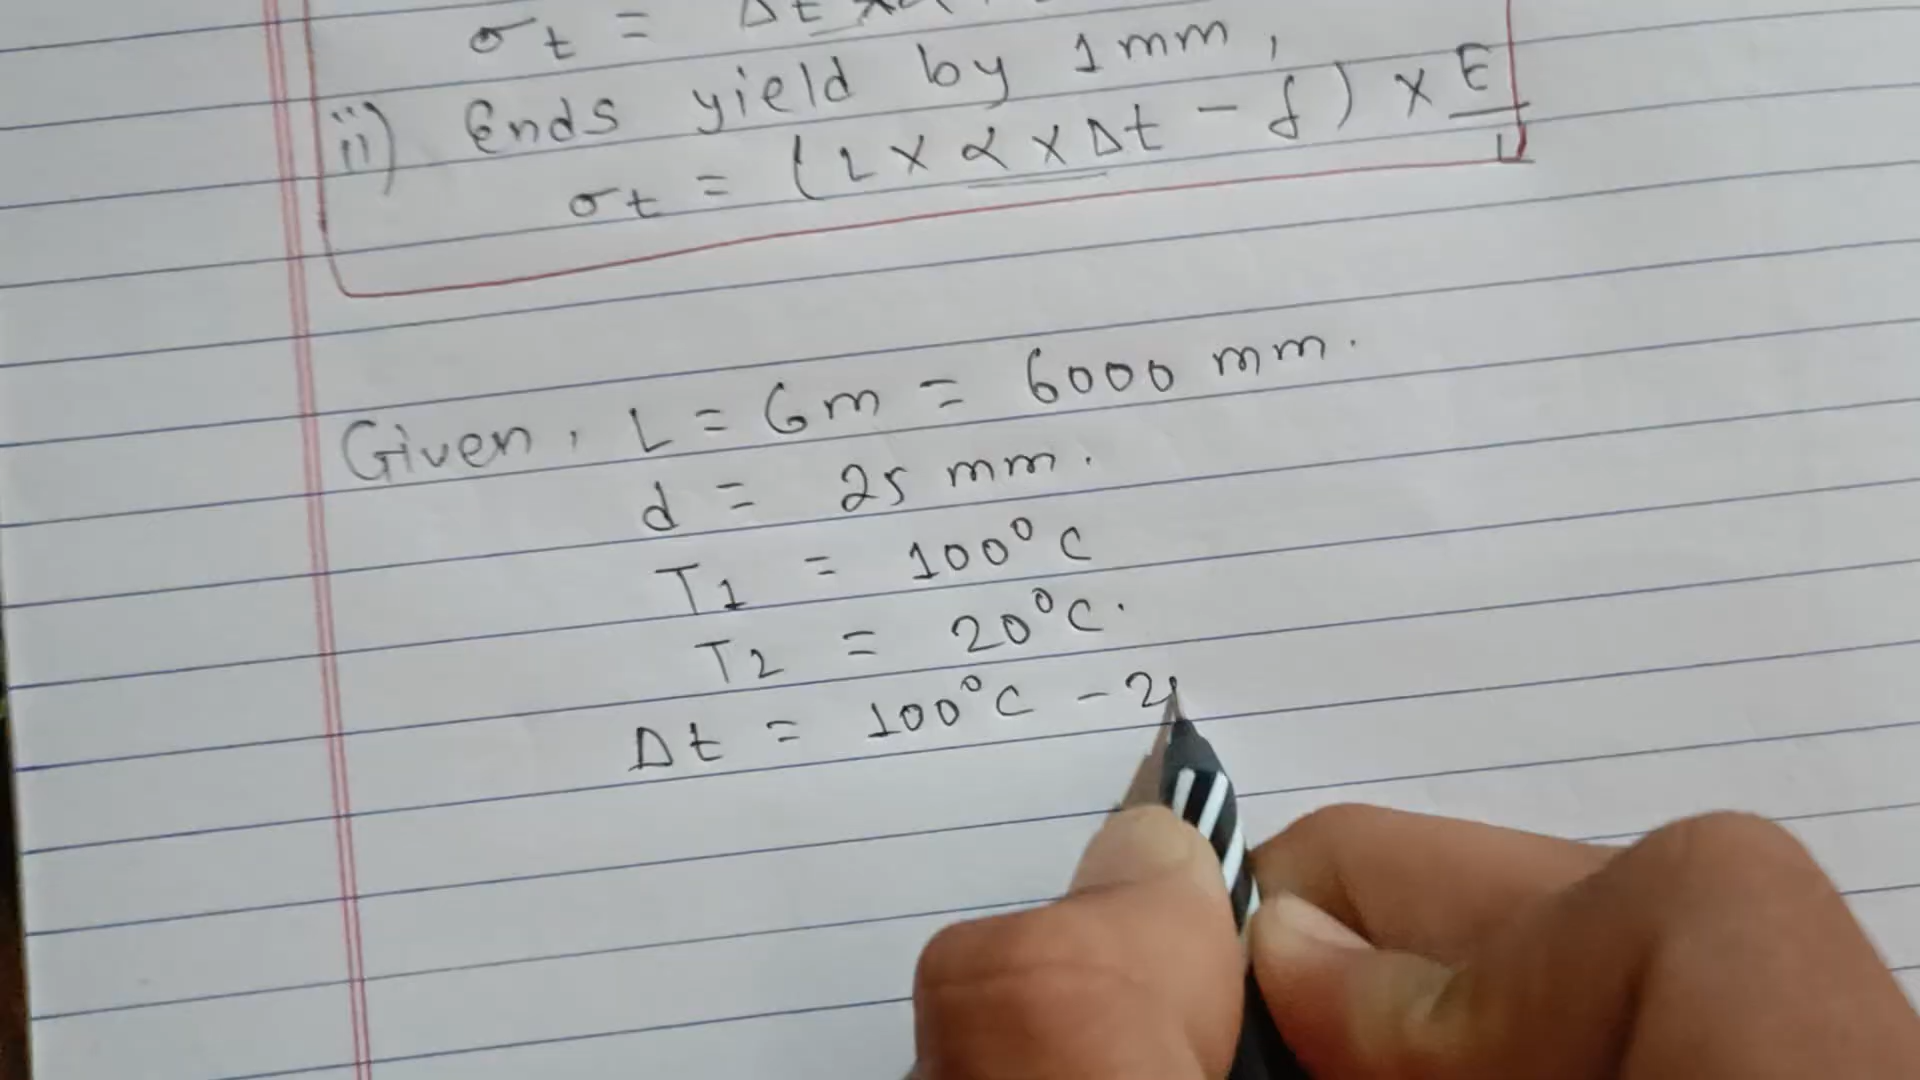 σt = Δt × α
ii) Ends yield by 1mm,
σt = (L × α × Δt - δ) × E/L
Given, L = 6m = 6000 mm.
d = 25 mm.
T1 = 100°C
T2 = 20°C.
Δt = 100°C - 2